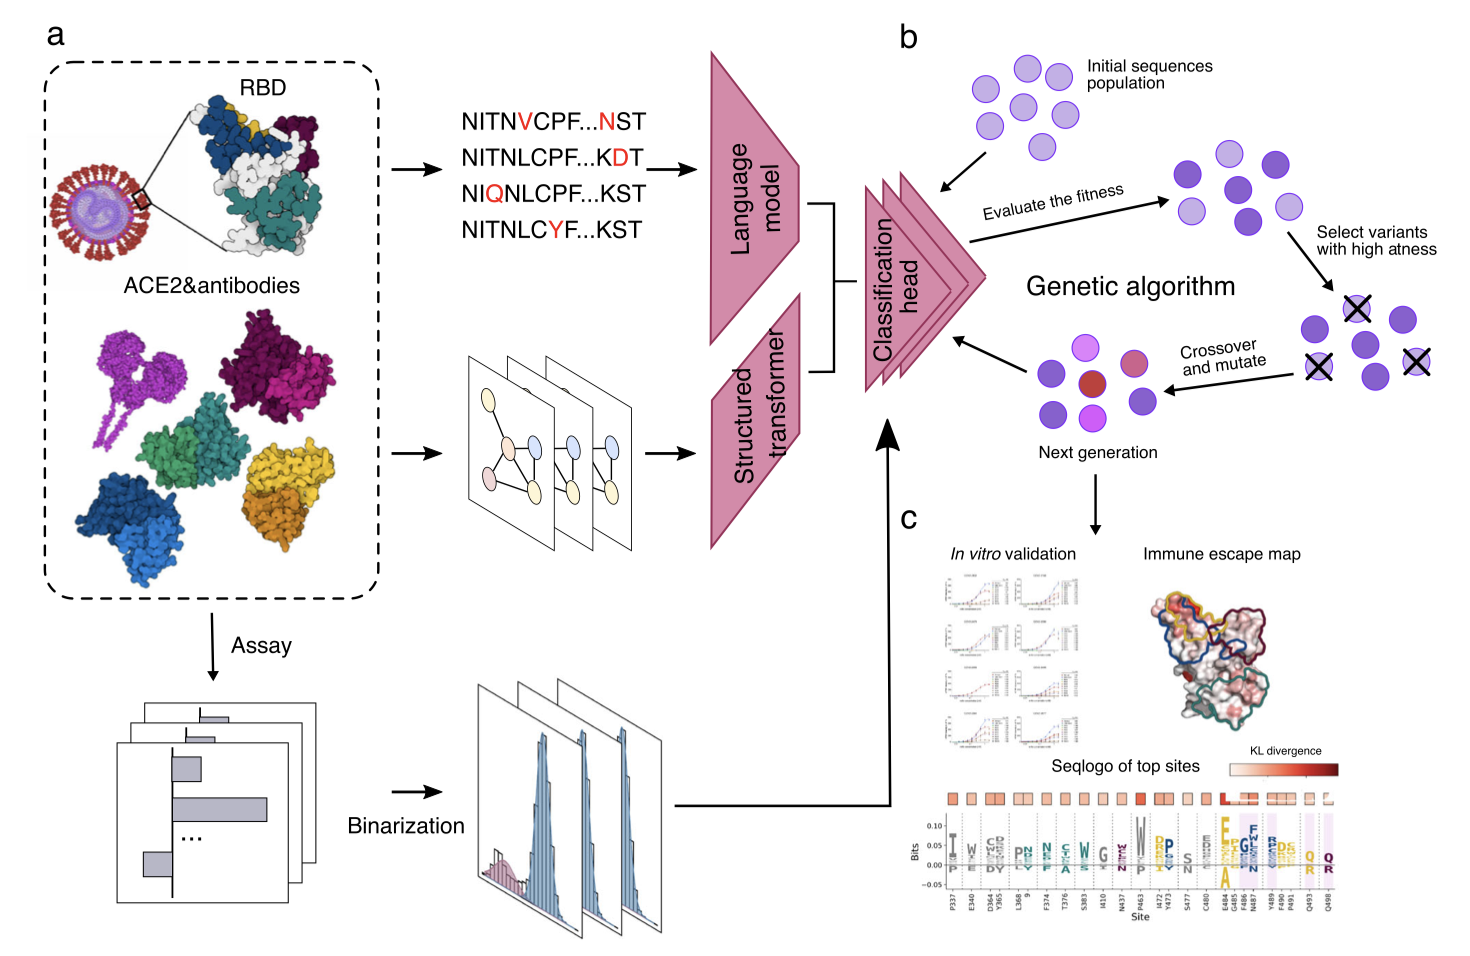 a
RBD
ACE2&antibodies
NITNVCPF...NST
NITNLCPF...KDT
NIQNLCPF...KST
NITNLCYF...KST
Language
model
Structured
transformer
Classification
head
Assay
...
Binarization
b
Initial sequences
population
Evaluate the fitness
Select variants
with high atness
Genetic algorithm
Crossover
and mutate
Next generation
c
In vitro validation
Immune escape map
KL divergence
Seqlogo of top sites
Bits
0.10
0.05
0.00
−0.05
P337
E340
D364
Y365
L368
9
F374
T376
S383
I410
N437
P463
I472
Y473
S477
C480
E484
G485
F486
N487
Y489
F490
P491
Q493
Q498
Site